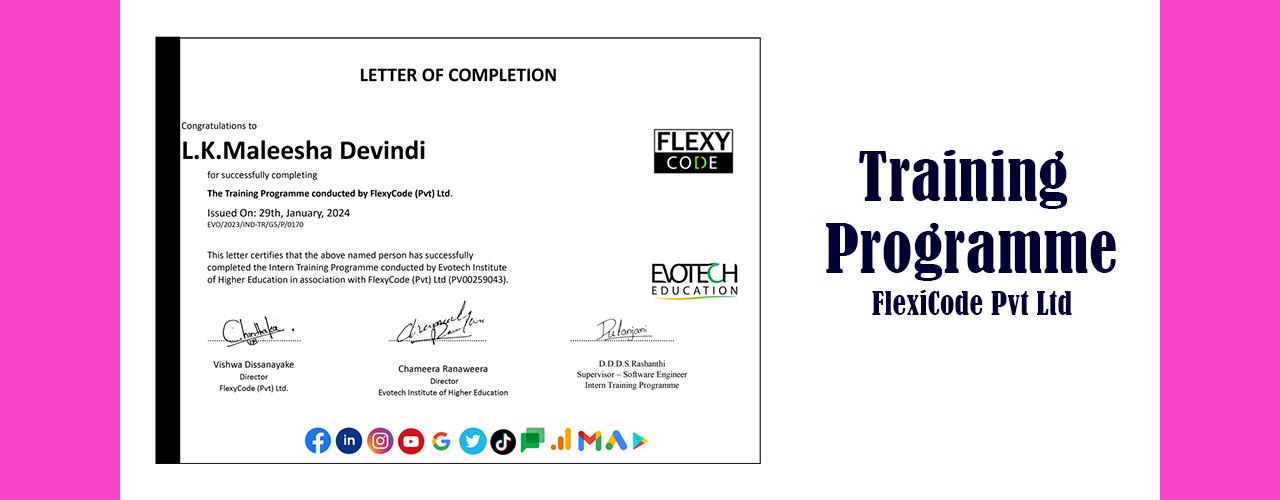 LETTER OF COMPLETION
Congratulations to
L.K.Maleesha Devindi
for successfully completing
The Training Programme conducted by FlexyCode (Pvt) Ltd.
Issued On: 29th, January, 2024
EVO/2023/IND-TR/G5/P/0170
This letter certifies that the above named person has successfully
completed the Intern Training Programme conducted by Evotech Institute
of Higher Education in association with FlexyCode (Pvt) Ltd (PV00259043).
FLEXY
CODE
EVOTECH
EDUCATION
Vishwa Dissanayake
Director
FlexyCode (Pvt) Ltd.
Chameera Ranaweera
Director
Evotech Institute of Higher Education
D.D.D.S.Rashanthi
Supervisor – Software Engineer
Intern Training Programme
in
Training
Programme
FlexiCode Pvt Ltd